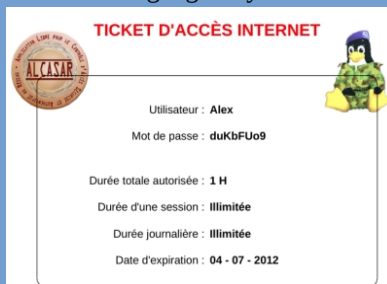 TICKET D'ACCÈS INTERNET
ALCASAR
Utilisateur : Alex
Mot de passe : duKbFUo9
Durée totale autorisée : 1 H
Durée d'une session : Illimitée
Durée journalière : Illimitée
Date d'expiration : 04 - 07 - 2012